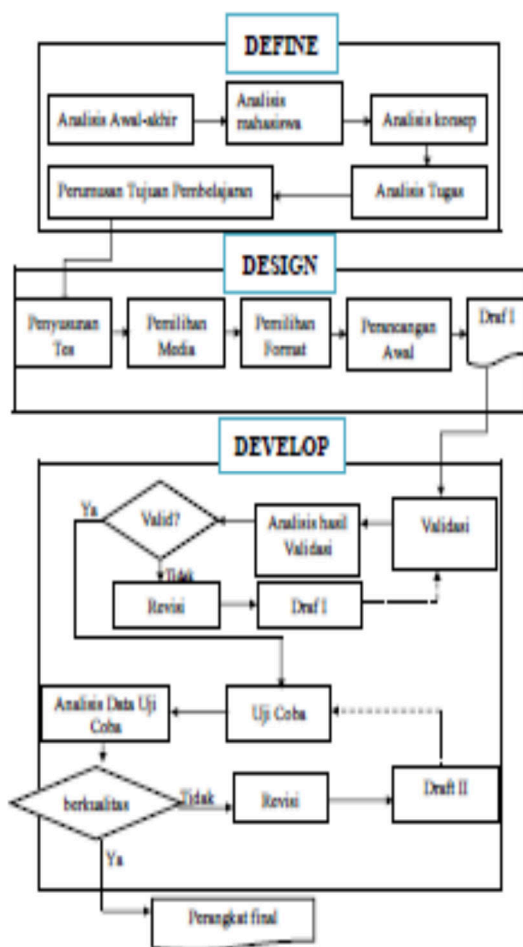 DEFINE
Analisis Awal-akhir
Analisis
mahasiswa
Analisis konsep
Perumusan Tujuan Pembelajaran
Analisis Tugas
DESIGN
Penyusunan
Tes
Pemilihan
Media
Pemilihan
Format
Perancangan
Awal
Draf I
DEVELOP
Ya
Valid?
Analisis hasil
Validasi
Validasi
Tidak
Revisi
Draf I
Analisis Data Uji
Coba
Uji Coba
berkualitas
Tidak
Revisi
Draft II
Ya
Perangkat final